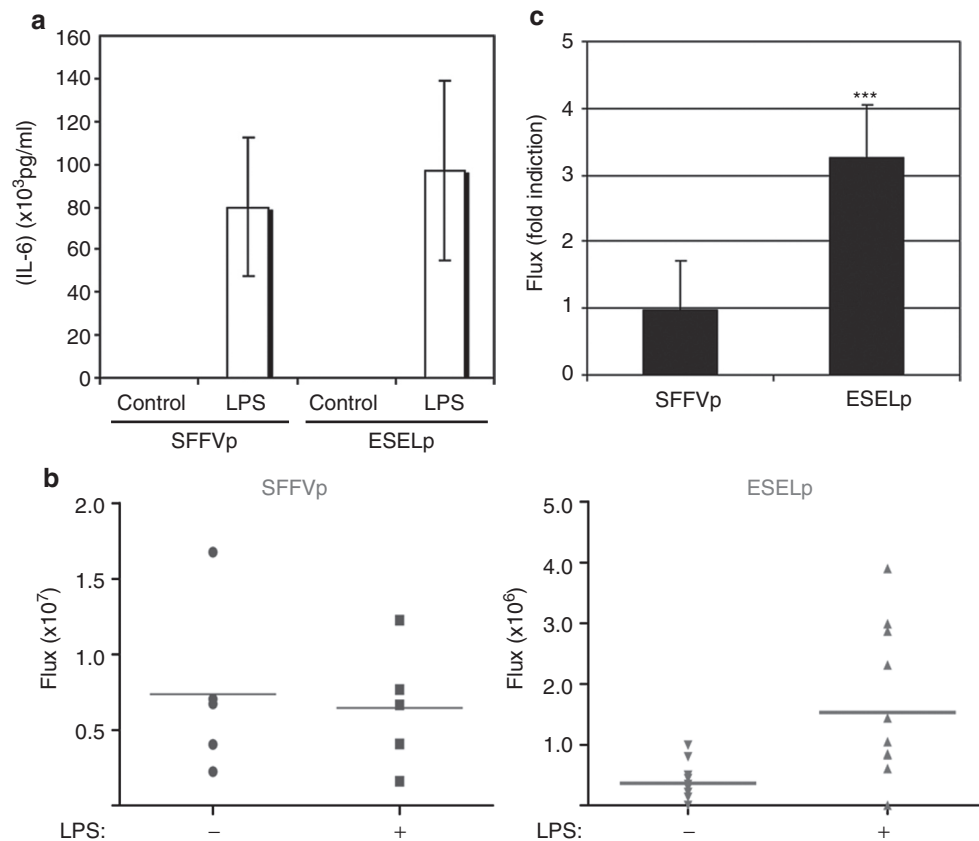 a
160
140
120
100
80
60
40
20
0
(IL-6) (x10³pg/ml)
Control LPS Control LPS
SFFVp ESELp
c
5
4
3
2
1
0
Flux (fold indiction)
***
SFFVp ESELp
b
SFFVp
2.0
1.5
1.0
0.5
Flux (x10⁷)
LPS: – +
ESELp
5.0
4.0
3.0
2.0
1.0
Flux (x10⁶)
LPS: – +